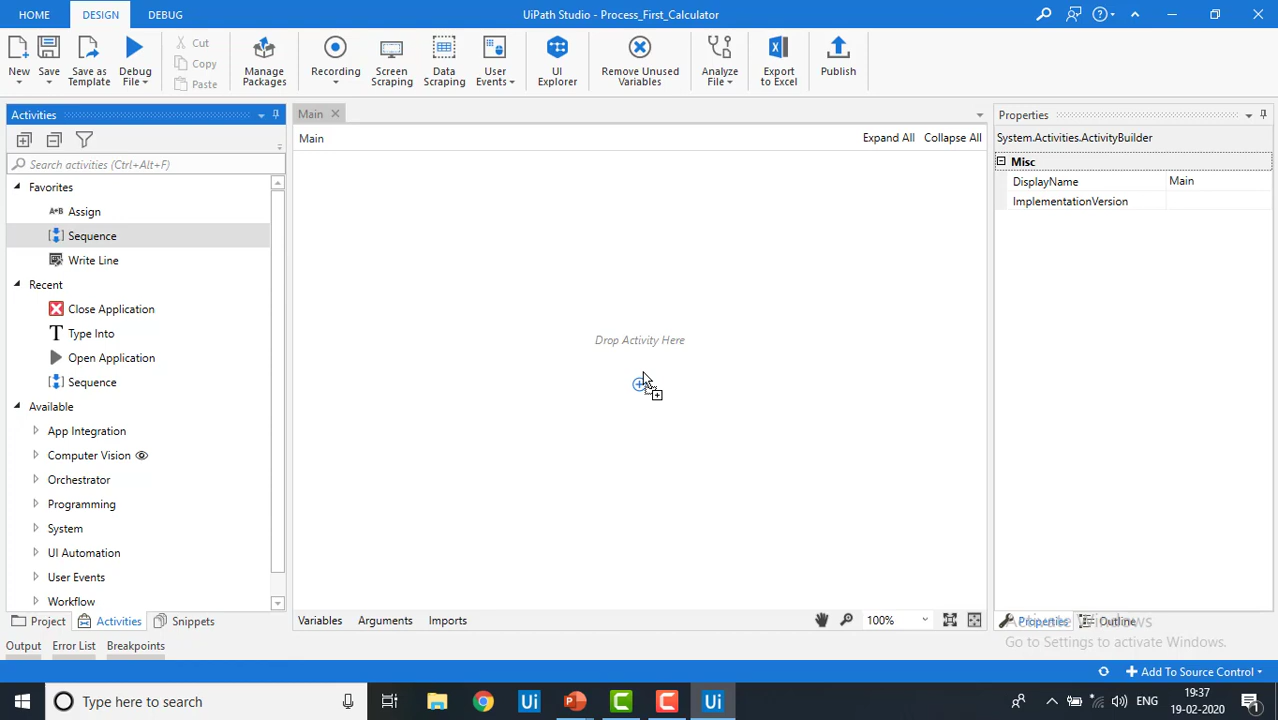 HOME DESIGN DEBUG UiPath Studio - Process_First_Calculator
New Save Save as Template Debug File Cut Copy Paste Manage Packages Recording Screen Scraping Data Scraping User Events UI Explorer Remove Unused Variables Analyze File Export to Excel Publish
Activities
Search activities (Ctrl+Alt+F)
Favorites
A+B Assign
Sequence
Write Line
Recent
Close Application
Type Into
Open Application
Sequence
Available
App Integration
Computer Vision
Orchestrator
Programming
System
UI Automation
User Events
Workflow
Project Activities Snippets
Main
Main Expand All Collapse All
Drop Activity Here
Variables Arguments Imports 100%
Properties
System.Activities.ActivityBuilder
Misc
DisplayName Main
ImplementationVersion
Properties Outline
Activate Windows
Go to Settings to activate Windows.
Output Error List Breakpoints
Add To Source Control
Type here to search
Ui
Ui
ENG
19:37
19-02-2020
1